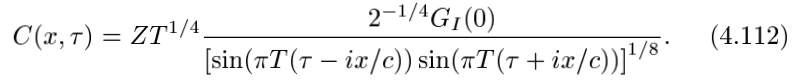 C(x, τ) = ZT^{1/4} \frac{2^{-1/4} G_I(0)}{[\sin(πT(τ − ix/c)) \sin(πT(τ + ix/c))]^{1/8}}. (4.112)